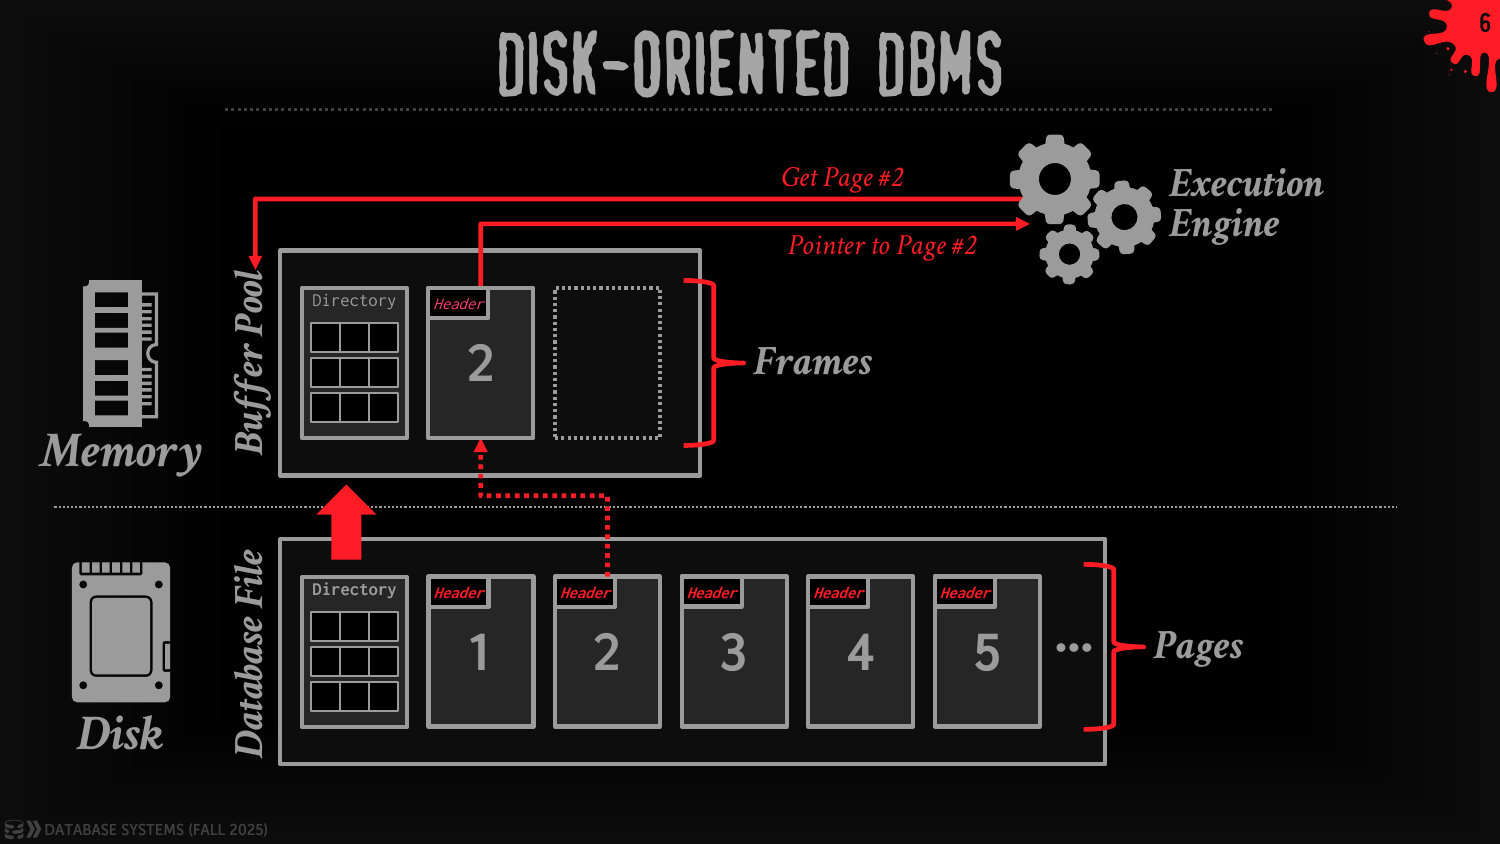 6
DISK-ORIENTED DBMS
Get Page #2
Execution
Engine
Pointer to Page #2
Memory
Buffer Pool
Directory
Header
2
Frames
Disk
Database File
Directory
Header
1
Header
2
Header
3
Header
4
Header
5
...
Pages
DATABASE SYSTEMS (FALL 2025)